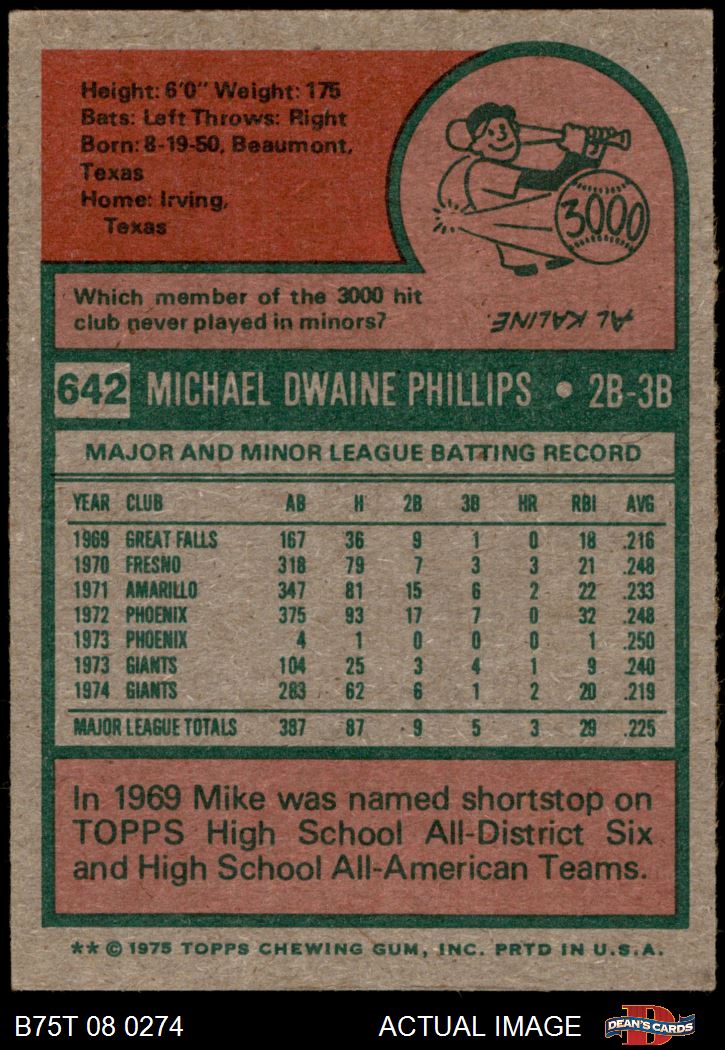 Height: 6'0" Weight: 175
Bats: Left Throws: Right
Born: 8-19-50, Beaumont,
Texas
Home: Irving,
Texas
3000
Which member of the 3000 hit
club never played in minors?
AL KALINE.
642 MICHAEL DWAINE PHILLIPS • 2B-3B
MAJOR AND MINOR LEAGUE BATTING RECORD
YEAR CLUB AB H 2B 3B HR RBI AVG
1969 GREAT FALLS 167 36 9 1 0 18 .216
1970 FRESNO 318 79 7 3 3 21 .248
1971 AMARILLO 347 81 15 6 2 22 .233
1972 PHOENIX 375 93 17 7 0 32 .248
1973 PHOENIX 4 1 0 0 0 1 .250
1973 GIANTS 104 25 3 4 1 9 .240
1974 GIANTS 283 62 6 1 2 20 .219
MAJOR LEAGUE TOTALS 387 87 9 5 3 29 .225
In 1969 Mike was named shortstop on
TOPPS High School All-District Six
and High School All-American Teams.
** © 1975 TOPPS CHEWING GUM, INC. PRTD IN U.S.A.
B75T 08 0274 ACTUAL IMAGE
D
DEAN'S CARDS